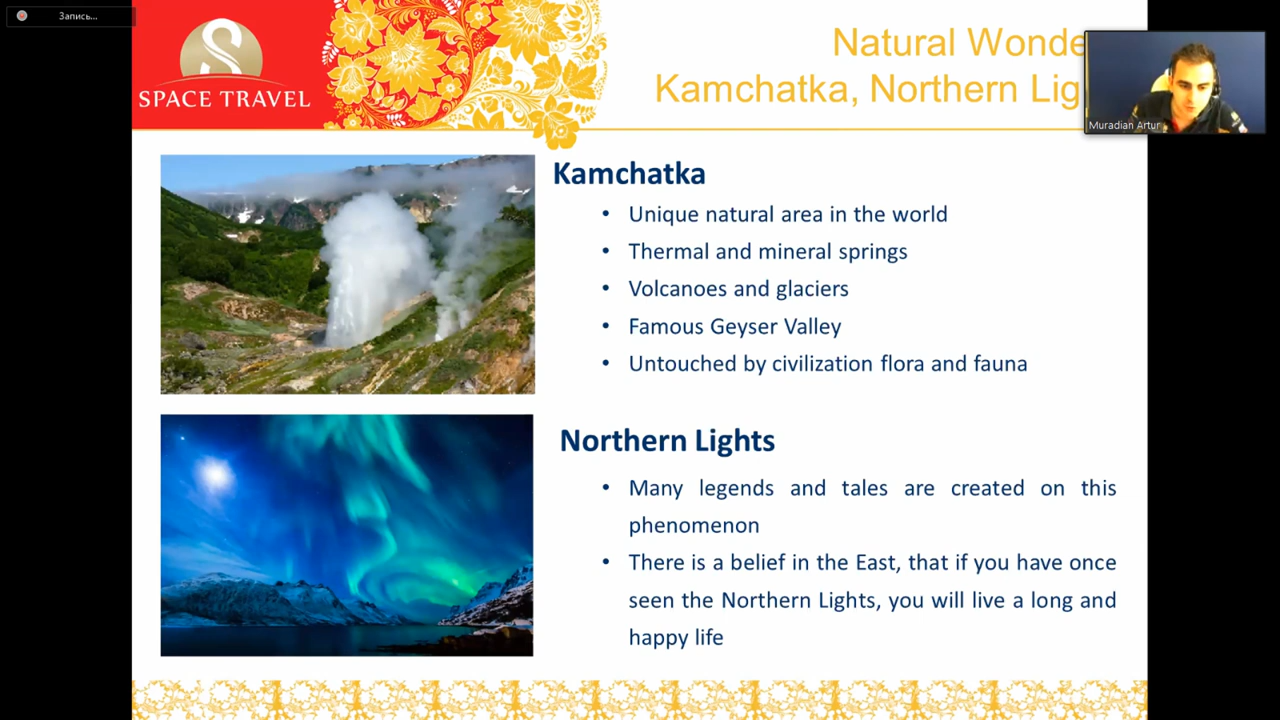 Запись...
SPACE TRAVEL
Natural
Kamchatka, Northern
Muradian Artur
Kamchatka
• Unique natural area in the world
• Thermal and mineral springs
• Volcanoes and glaciers
• Famous Geyser Valley
• Untouched by civilization flora and fauna
Northern Lights
• Many legends and tales are created on this
phenomenon
• There is a belief in the East, that if you have once
seen the Northern Lights, you will live a long and
happy life